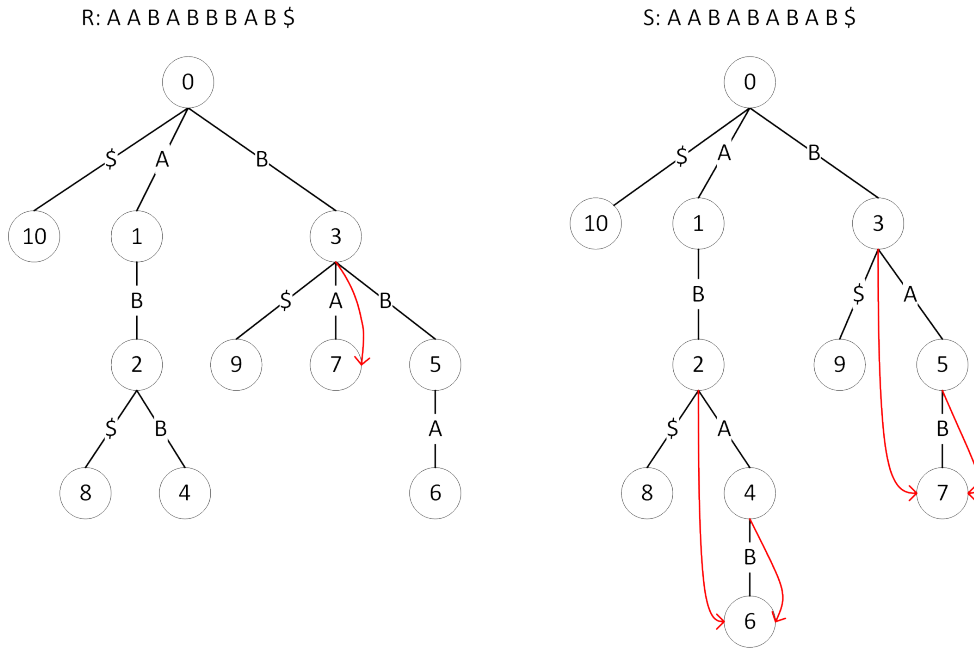 R: A A B A B B B A B $
S: A A B A B A B A B $
0
0
$ A B
$ A B
10 1 3
10 1 3
B
B
$ A B
$ A
2 9 7 5
2 9 5
$ B A
$ A B
8 4 6
8 4 7
B
6